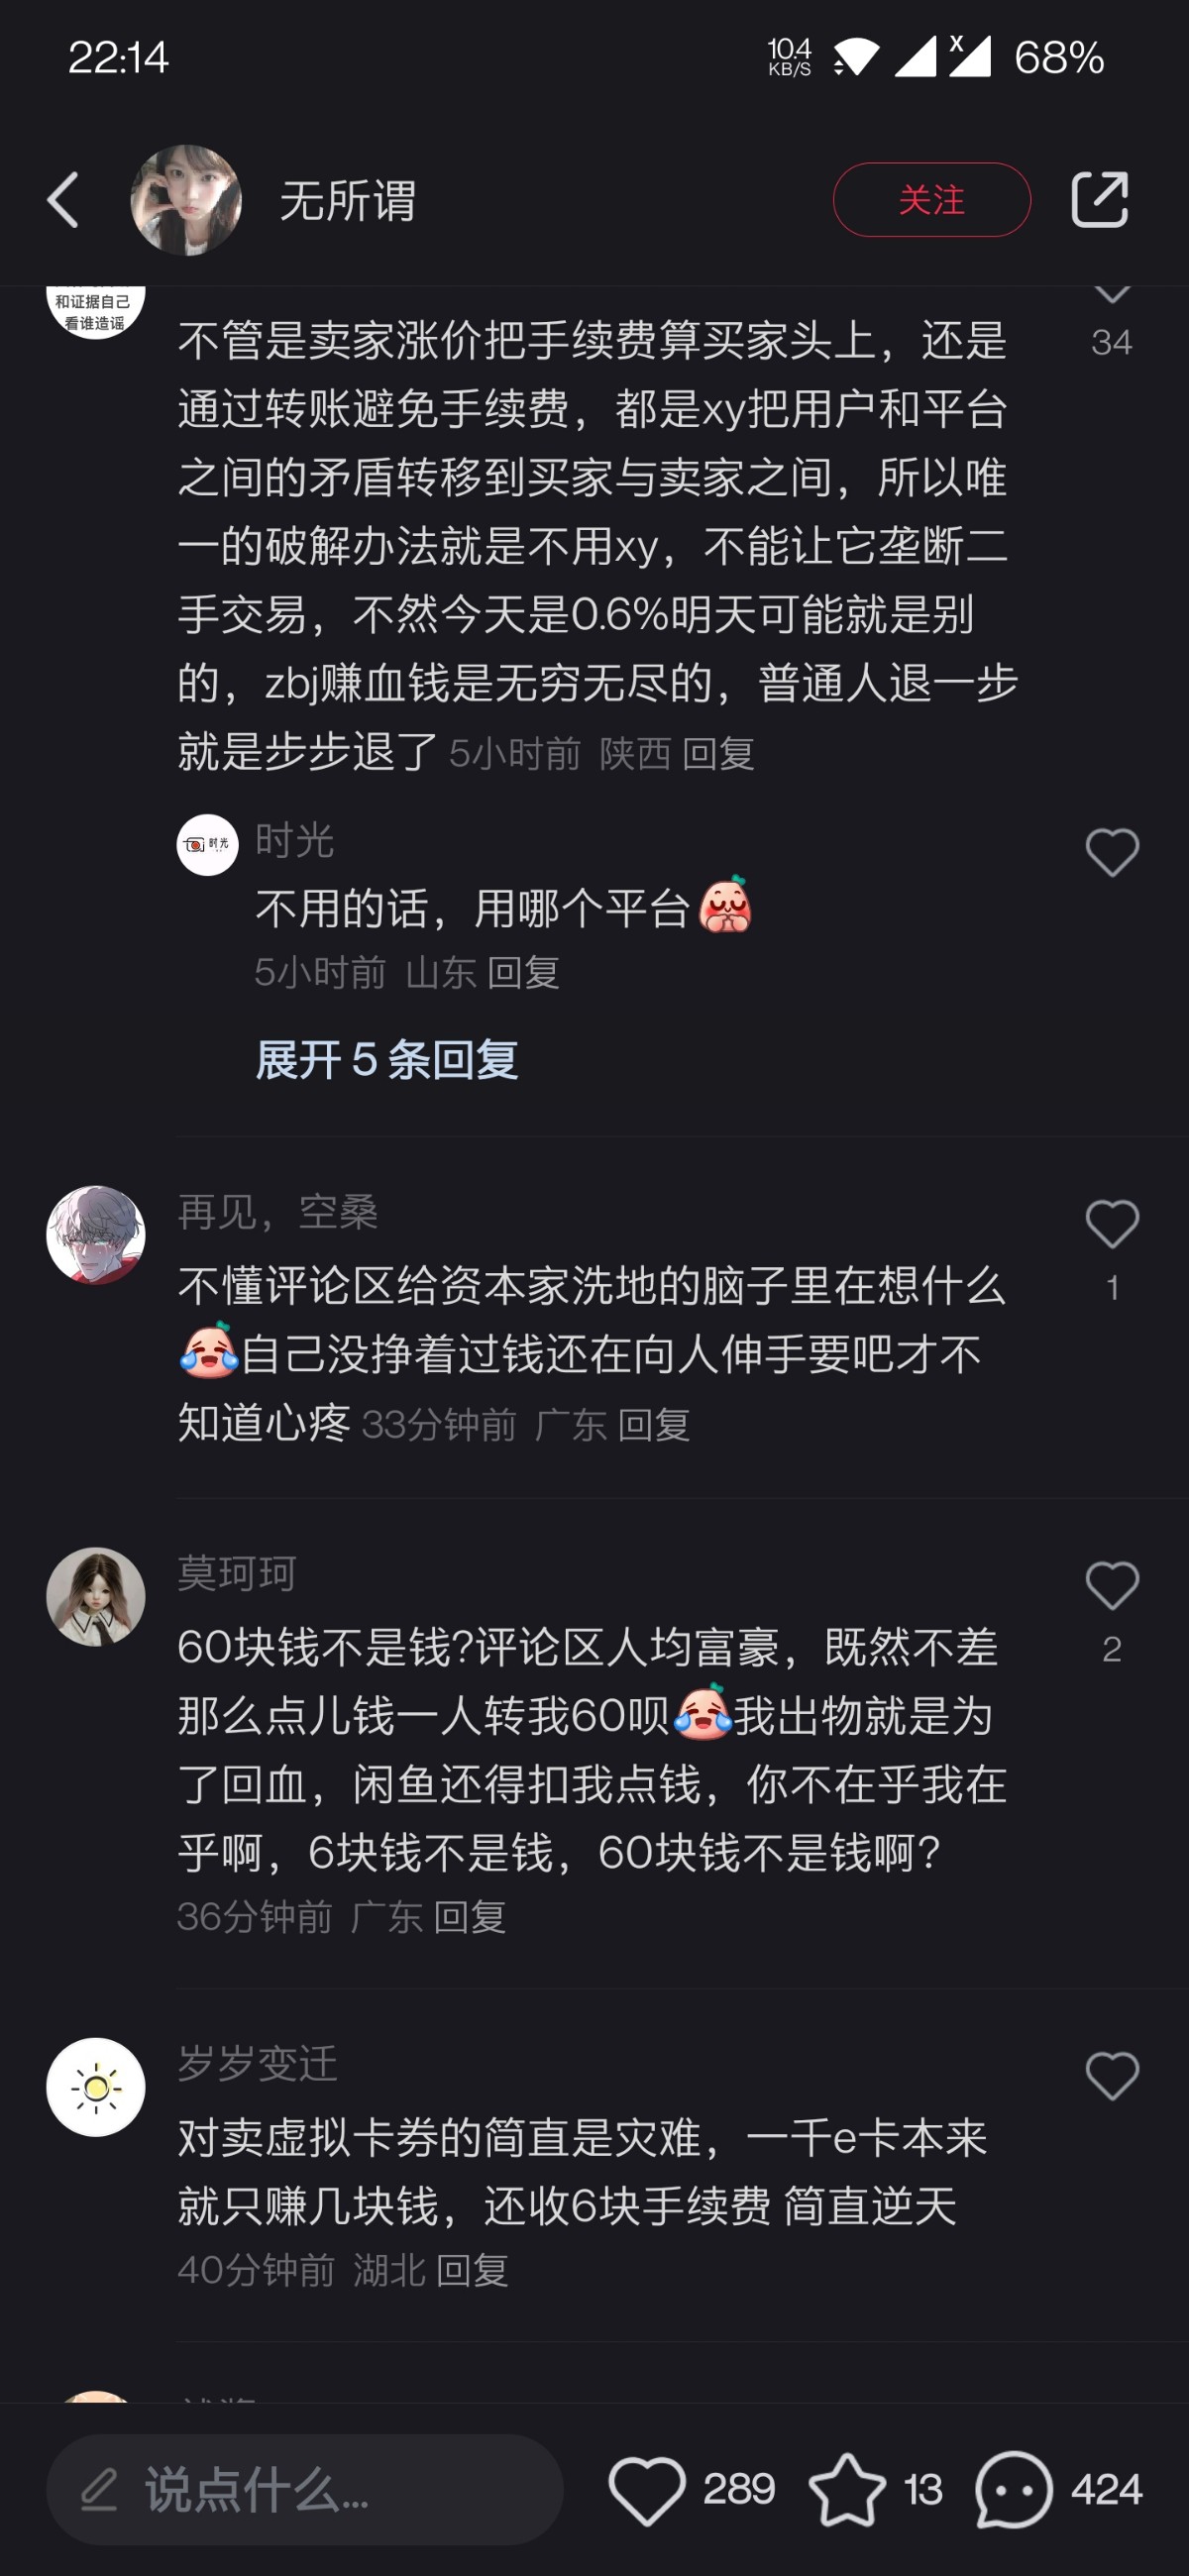 22:14
10.4
KB/S
X
68%
无所谓
关注
和证据自己
看谁造谣
34
不管是卖家涨价把手续费算买家头上，还是
通过转账避免手续费，都是xy把用户和平台
之间的矛盾转移到买家与卖家之间，所以唯
一的破解办法就是不用xy，不能让它垄断二
手交易，不然今天是0.6%明天可能就是别
的，zbj赚血钱是无穷无尽的，普通人退一步
就是步步退了 5小时前 陕西 回复
时光
时光
不用的话，用哪个平台
5小时前 山东 回复
展开 5 条回复
再见，空桑
不懂评论区给资本家洗地的脑子里在想什么
1
自己没挣着过钱还在向人伸手要吧才不
知道心疼 33分钟前 广东 回复
莫珂珂
60块钱不是钱?评论区人均富豪，既然不差
2
那么点儿钱一人转我60呗我出物就是为
了回血，闲鱼还得扣我点钱，你不在乎我在
乎啊，6块钱不是钱，60块钱不是钱啊?
36分钟前 广东 回复
岁岁变迁
对卖虚拟卡券的简直是灾难，一千e卡本来
就只赚几块钱，还收6块手续费 简直逆天
40分钟前 湖北 回复
说点什么...
289
13
424